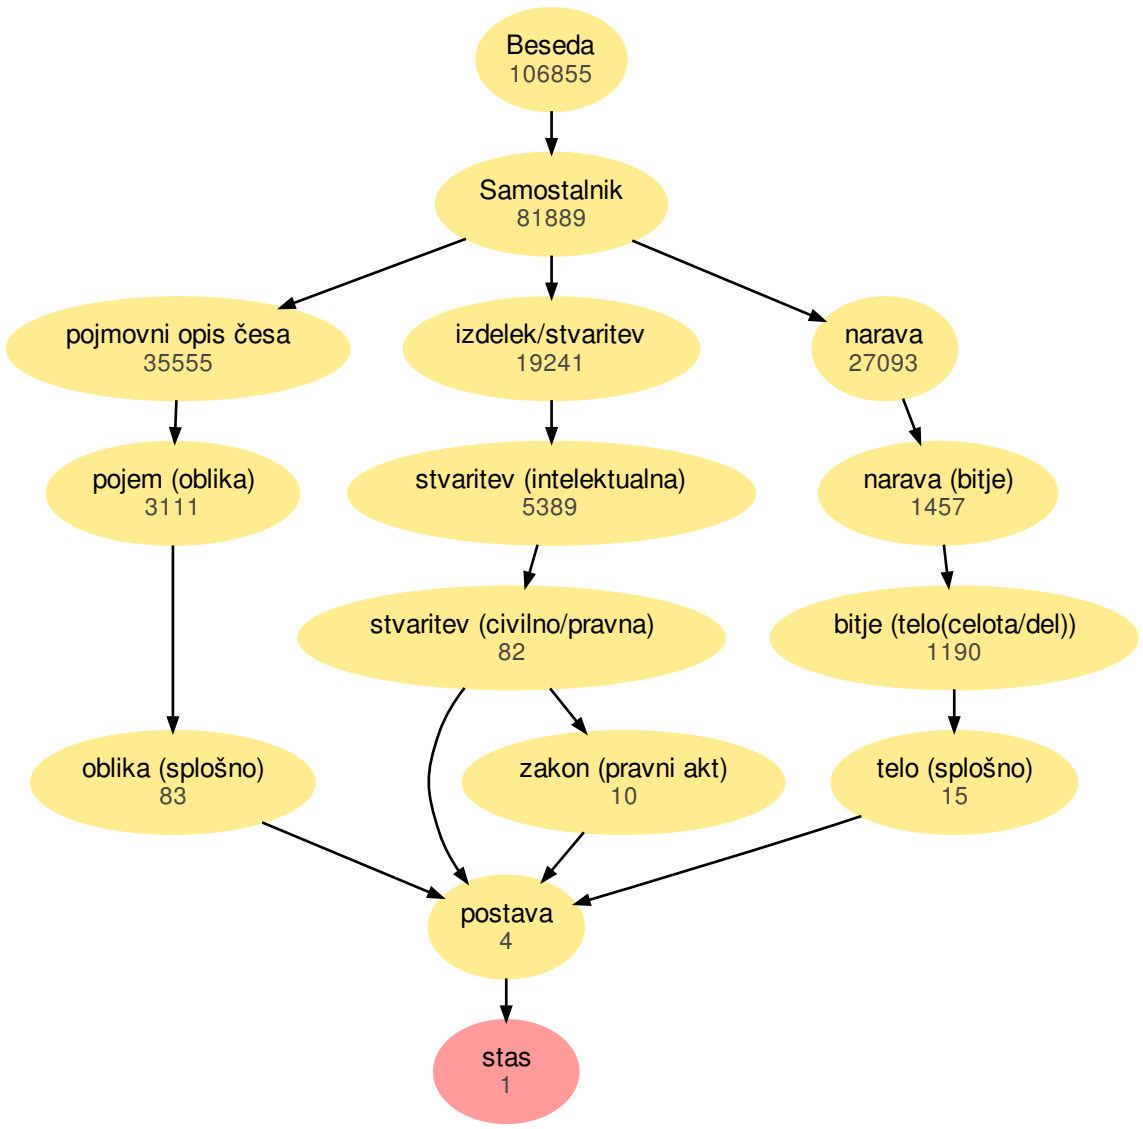 Beseda
106855
Samostalnik
81889
pojmovni opis česa
35555
izdelek/stvaritev
19241
narava
27093
pojem (oblika)
3111
stvaritev (intelektualna)
5389
narava (bitje)
1457
stvaritev (civilno/pravna)
82
bitje (telo(celota/del))
1190
oblika (splošno)
83
zakon (pravni akt)
10
telo (splošno)
15
postava
4
stas
1